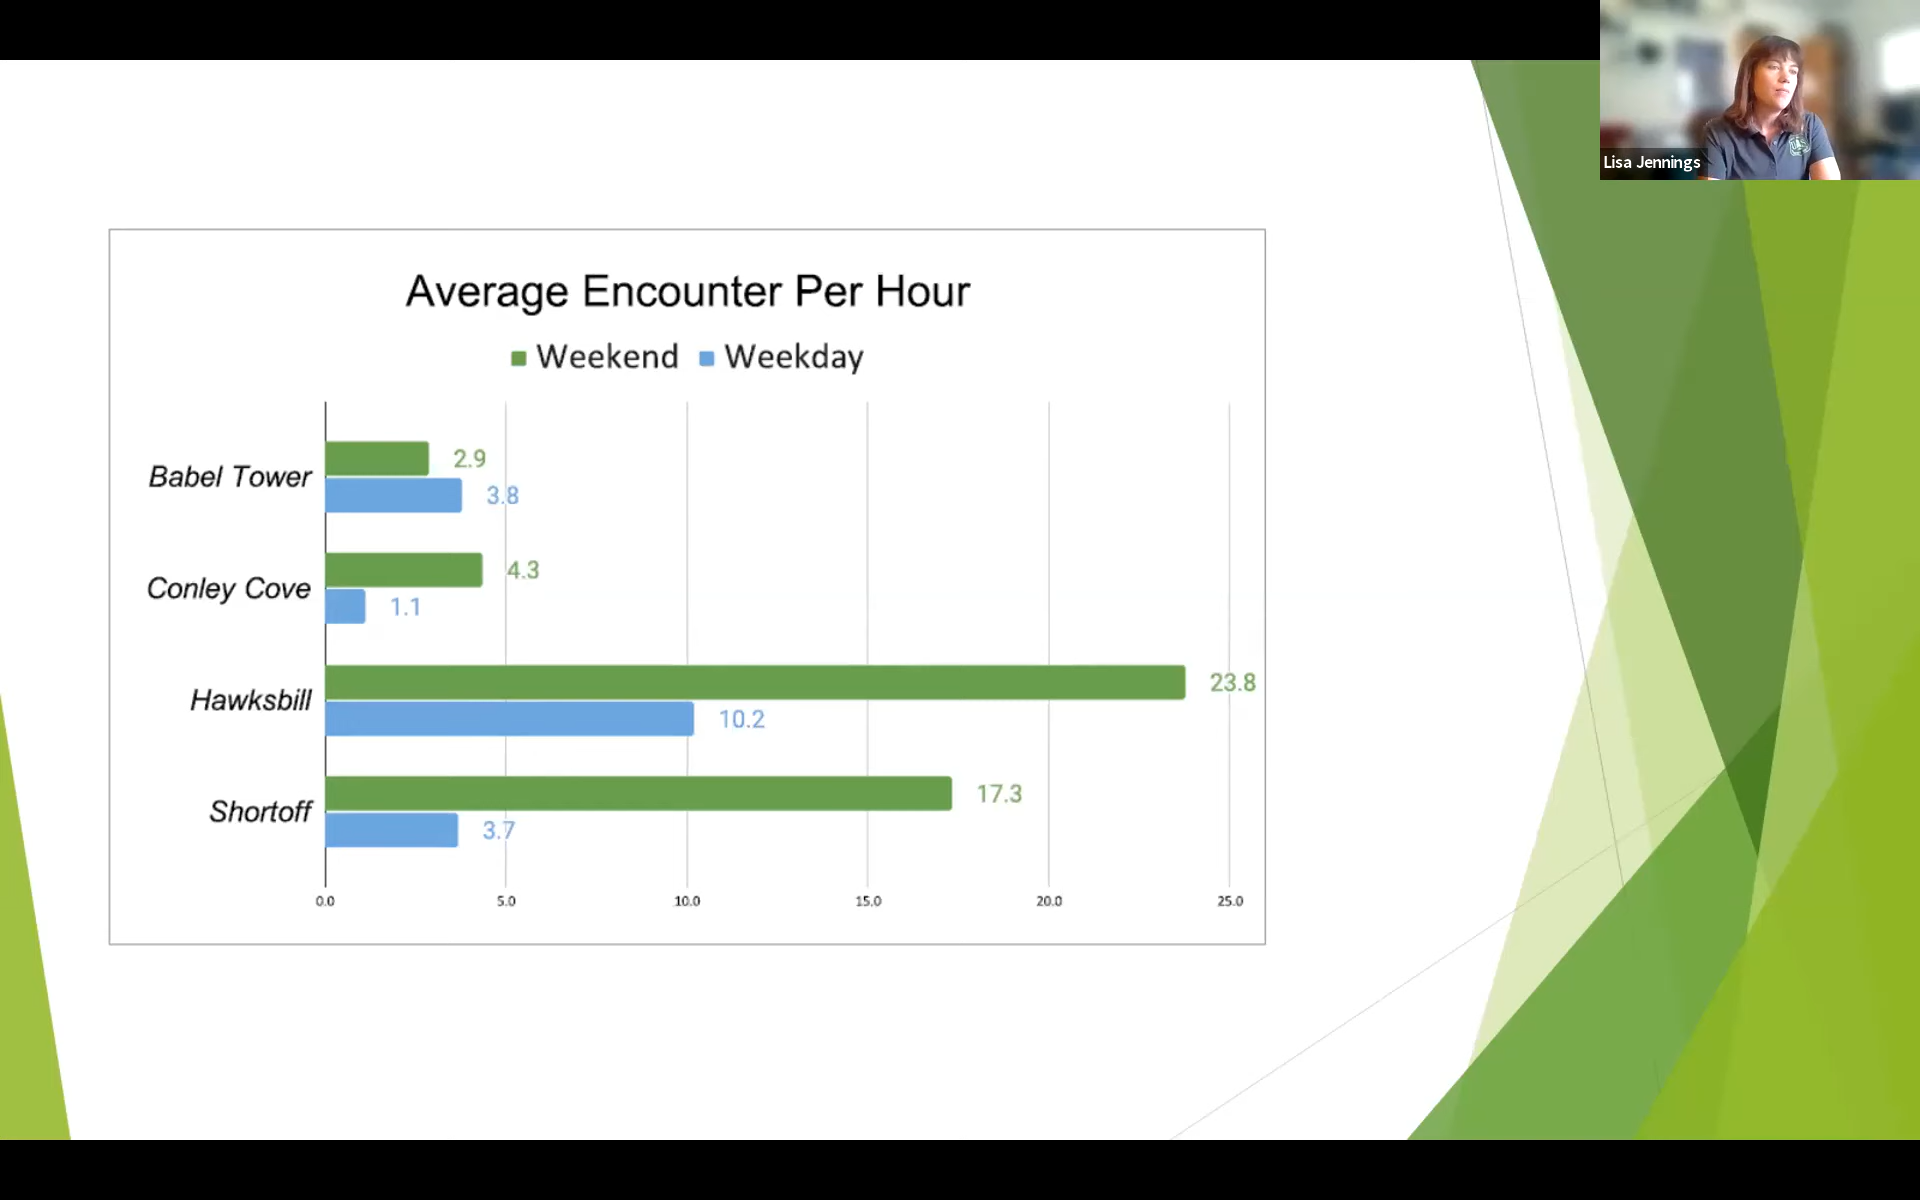 Lisa Jennings
Average Encounter Per Hour
Weekend Weekday
Babel Tower
2.9
3.8
Conley Cove
4.3
1.1
Hawksbill
23.8
10.2
Shortoff
17.3
3.7
0.0 5.0 10.0 15.0 20.0 25.0